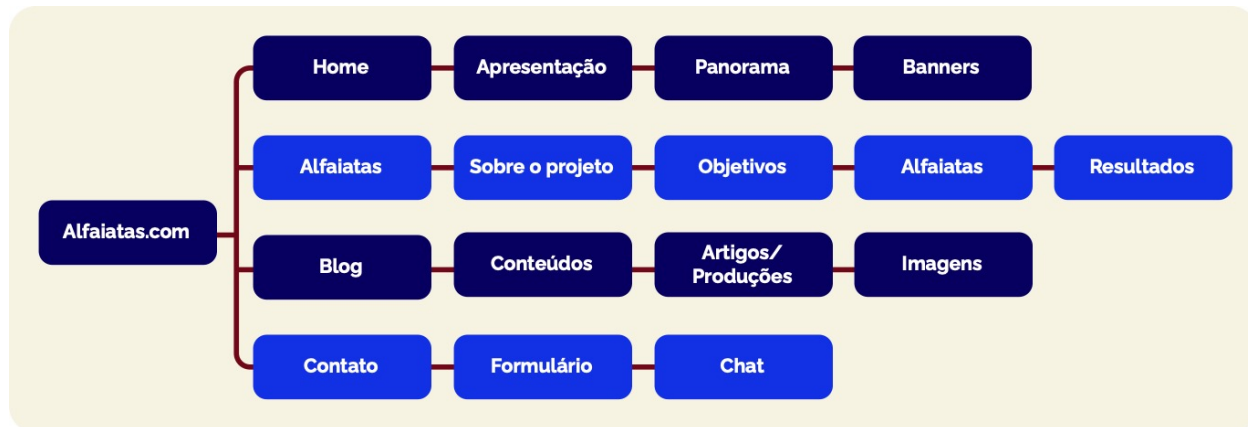 Home
Apresentação
Panorama
Banners
Alfaiatas
Sobre o projeto
Objetivos
Alfaiatas
Resultados
Alfaiatas.com
Blog
Conteúdos
Artigos/
Produções
Imagens
Contato
Formulário
Chat